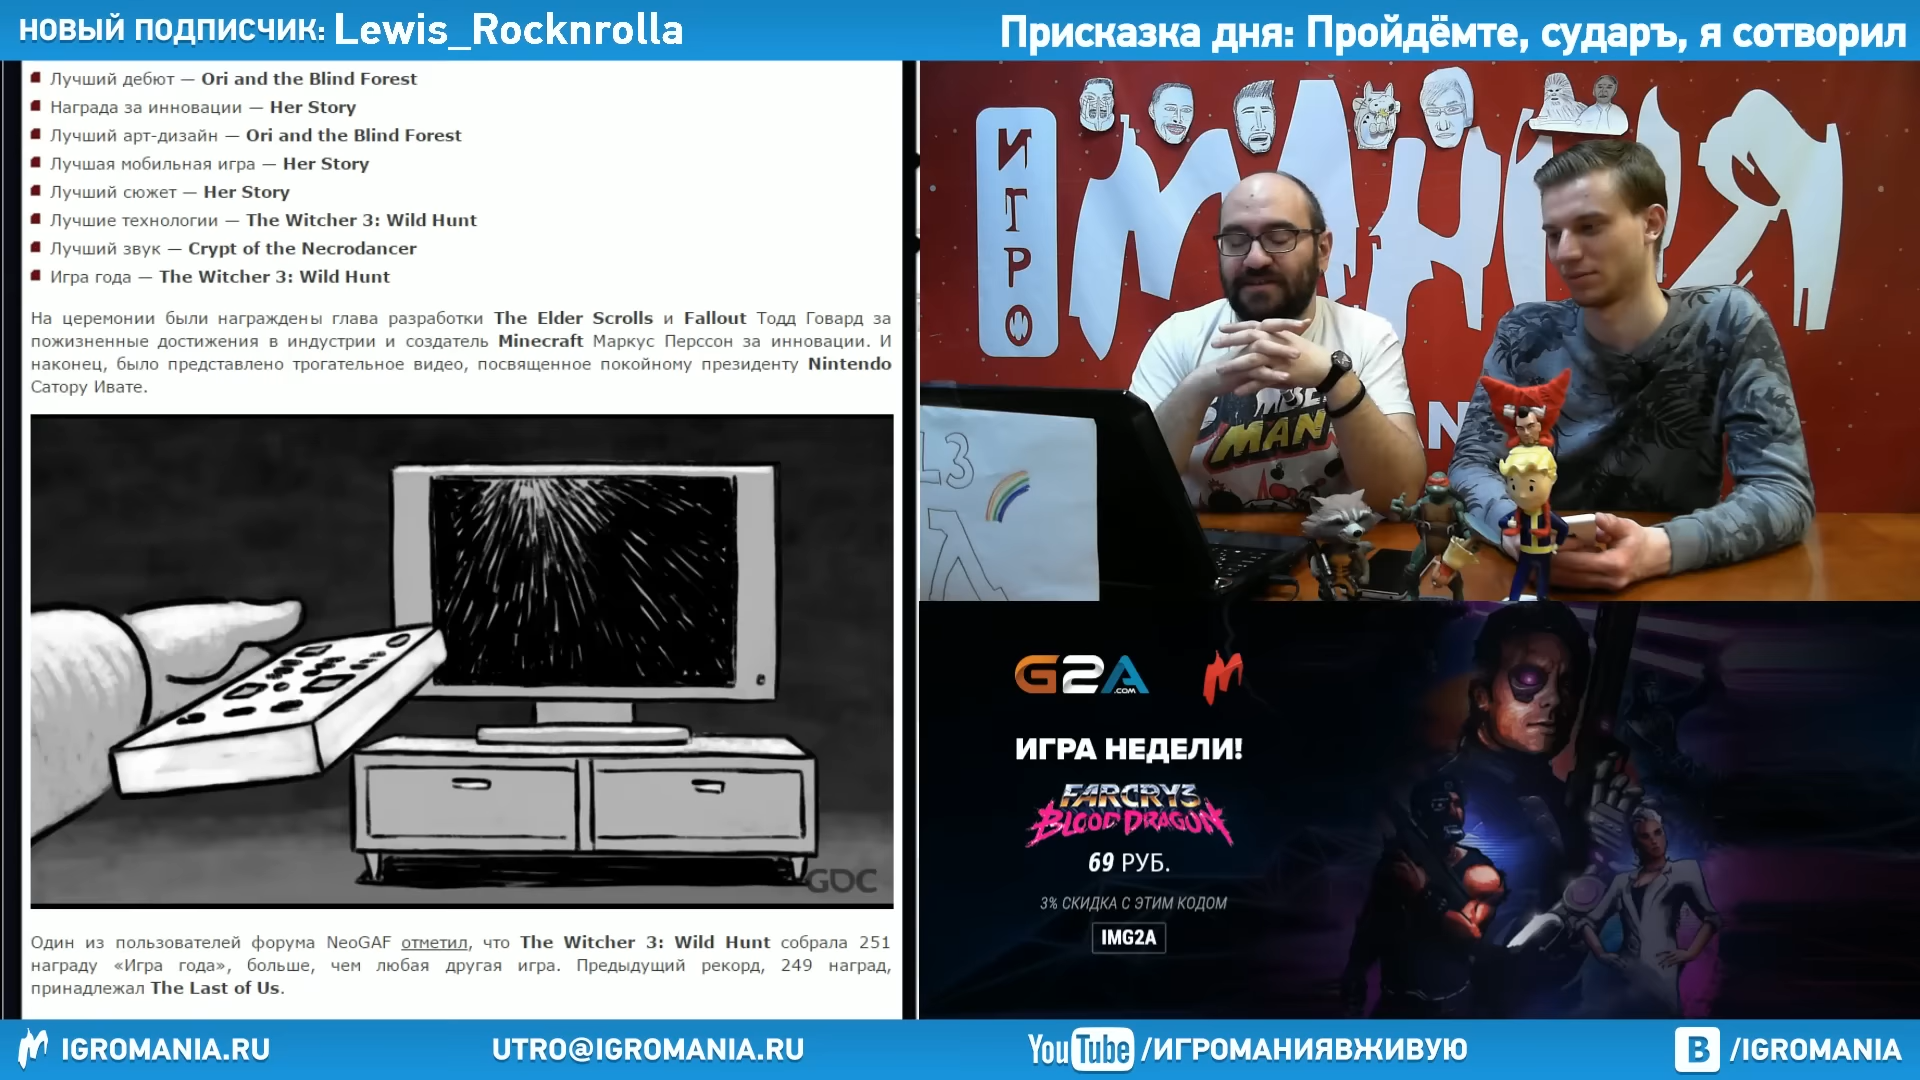 НОВЫЙ ПОДПИСЧИК: Lewis_Rocknrolla
Присказка дня: Пройдёмте, сударъ, я сотворил
Лучший дебют — Ori and the Blind Forest
Награда за инновации — Her Story
Лучший арт-дизайн — Ori and the Blind Forest
Лучшая мобильная игра — Her Story
Лучший сюжет — Her Story
Лучшие технологии — The Witcher 3: Wild Hunt
Лучший звук — Crypt of the Necrodancer
Игра года — The Witcher 3: Wild Hunt
На церемонии были награждены глава разработки The Elder Scrolls и Fallout Тодд Говард за
пожизненные достижения в индустрии и создатель Minecraft Маркус Перссон за инновации. И
наконец, было представлено трогательное видео, посвященное покойному президенту Nintendo
Сатору Ивате.
GDC
Один из пользователей форума NeoGAF отметил, что The Witcher 3: Wild Hunt собрала 251
награду «Игра года», больше, чем любая другая игра. Предыдущий рекорд, 249 наград,
принадлежал The Last of Us.
ИГРО
МАНИЯ
MAN
L3
λ
G2A.COM
ИГРА НЕДЕЛИ!
FARCRY3
BLOOD DRAGON
69 РУБ.
3% СКИДКА С ЭТИМ КОДОМ
IMG2A
IGROMANIA.RU
UTRO@IGROMANIA.RU
YouTube /ИГРОМАНИЯВЖИВУЮ
B /IGROMANIA